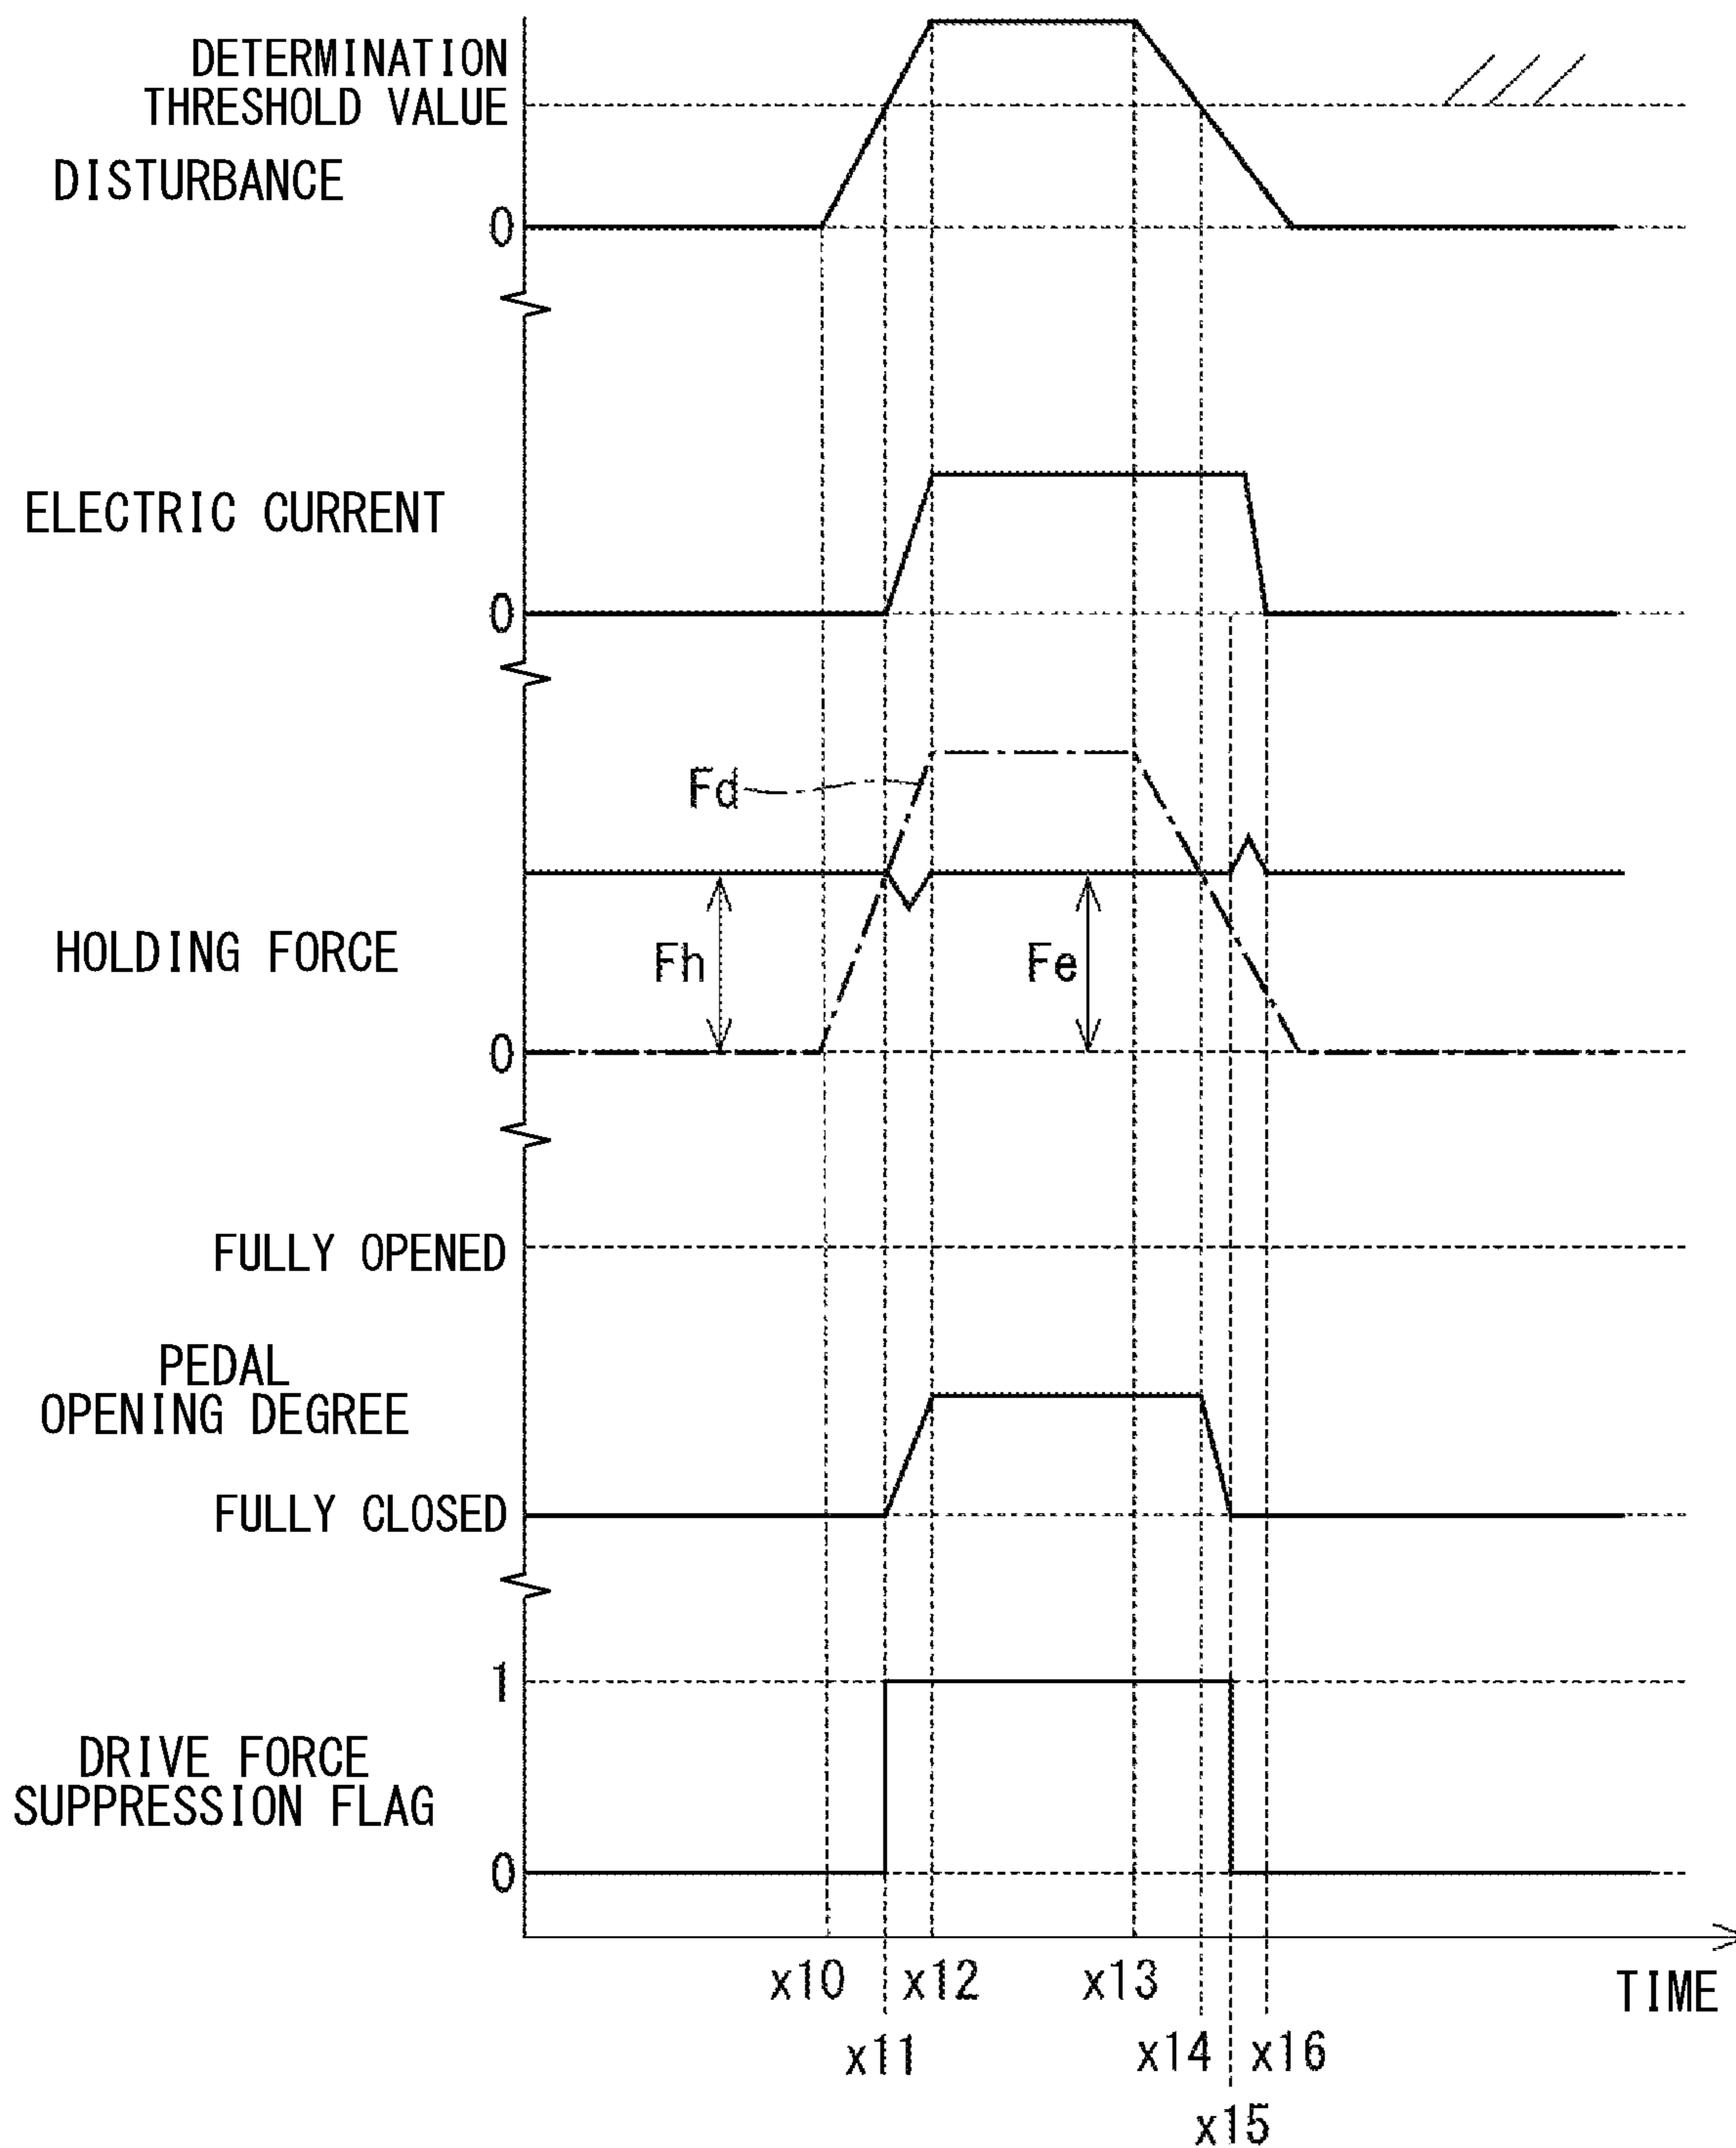 DETERMINATION
THRESHOLD VALUE
DISTURBANCE
0
ELECTRIC CURRENT
0
Fd
HOLDING FORCE
Fh
Fe
0
FULLY OPENED
PEDAL
OPENING DEGREE
FULLY CLOSED
1
DRIVE FORCE
SUPPRESSION FLAG
0
x10
x12
x13
TIME
x11
x14
x16
x15